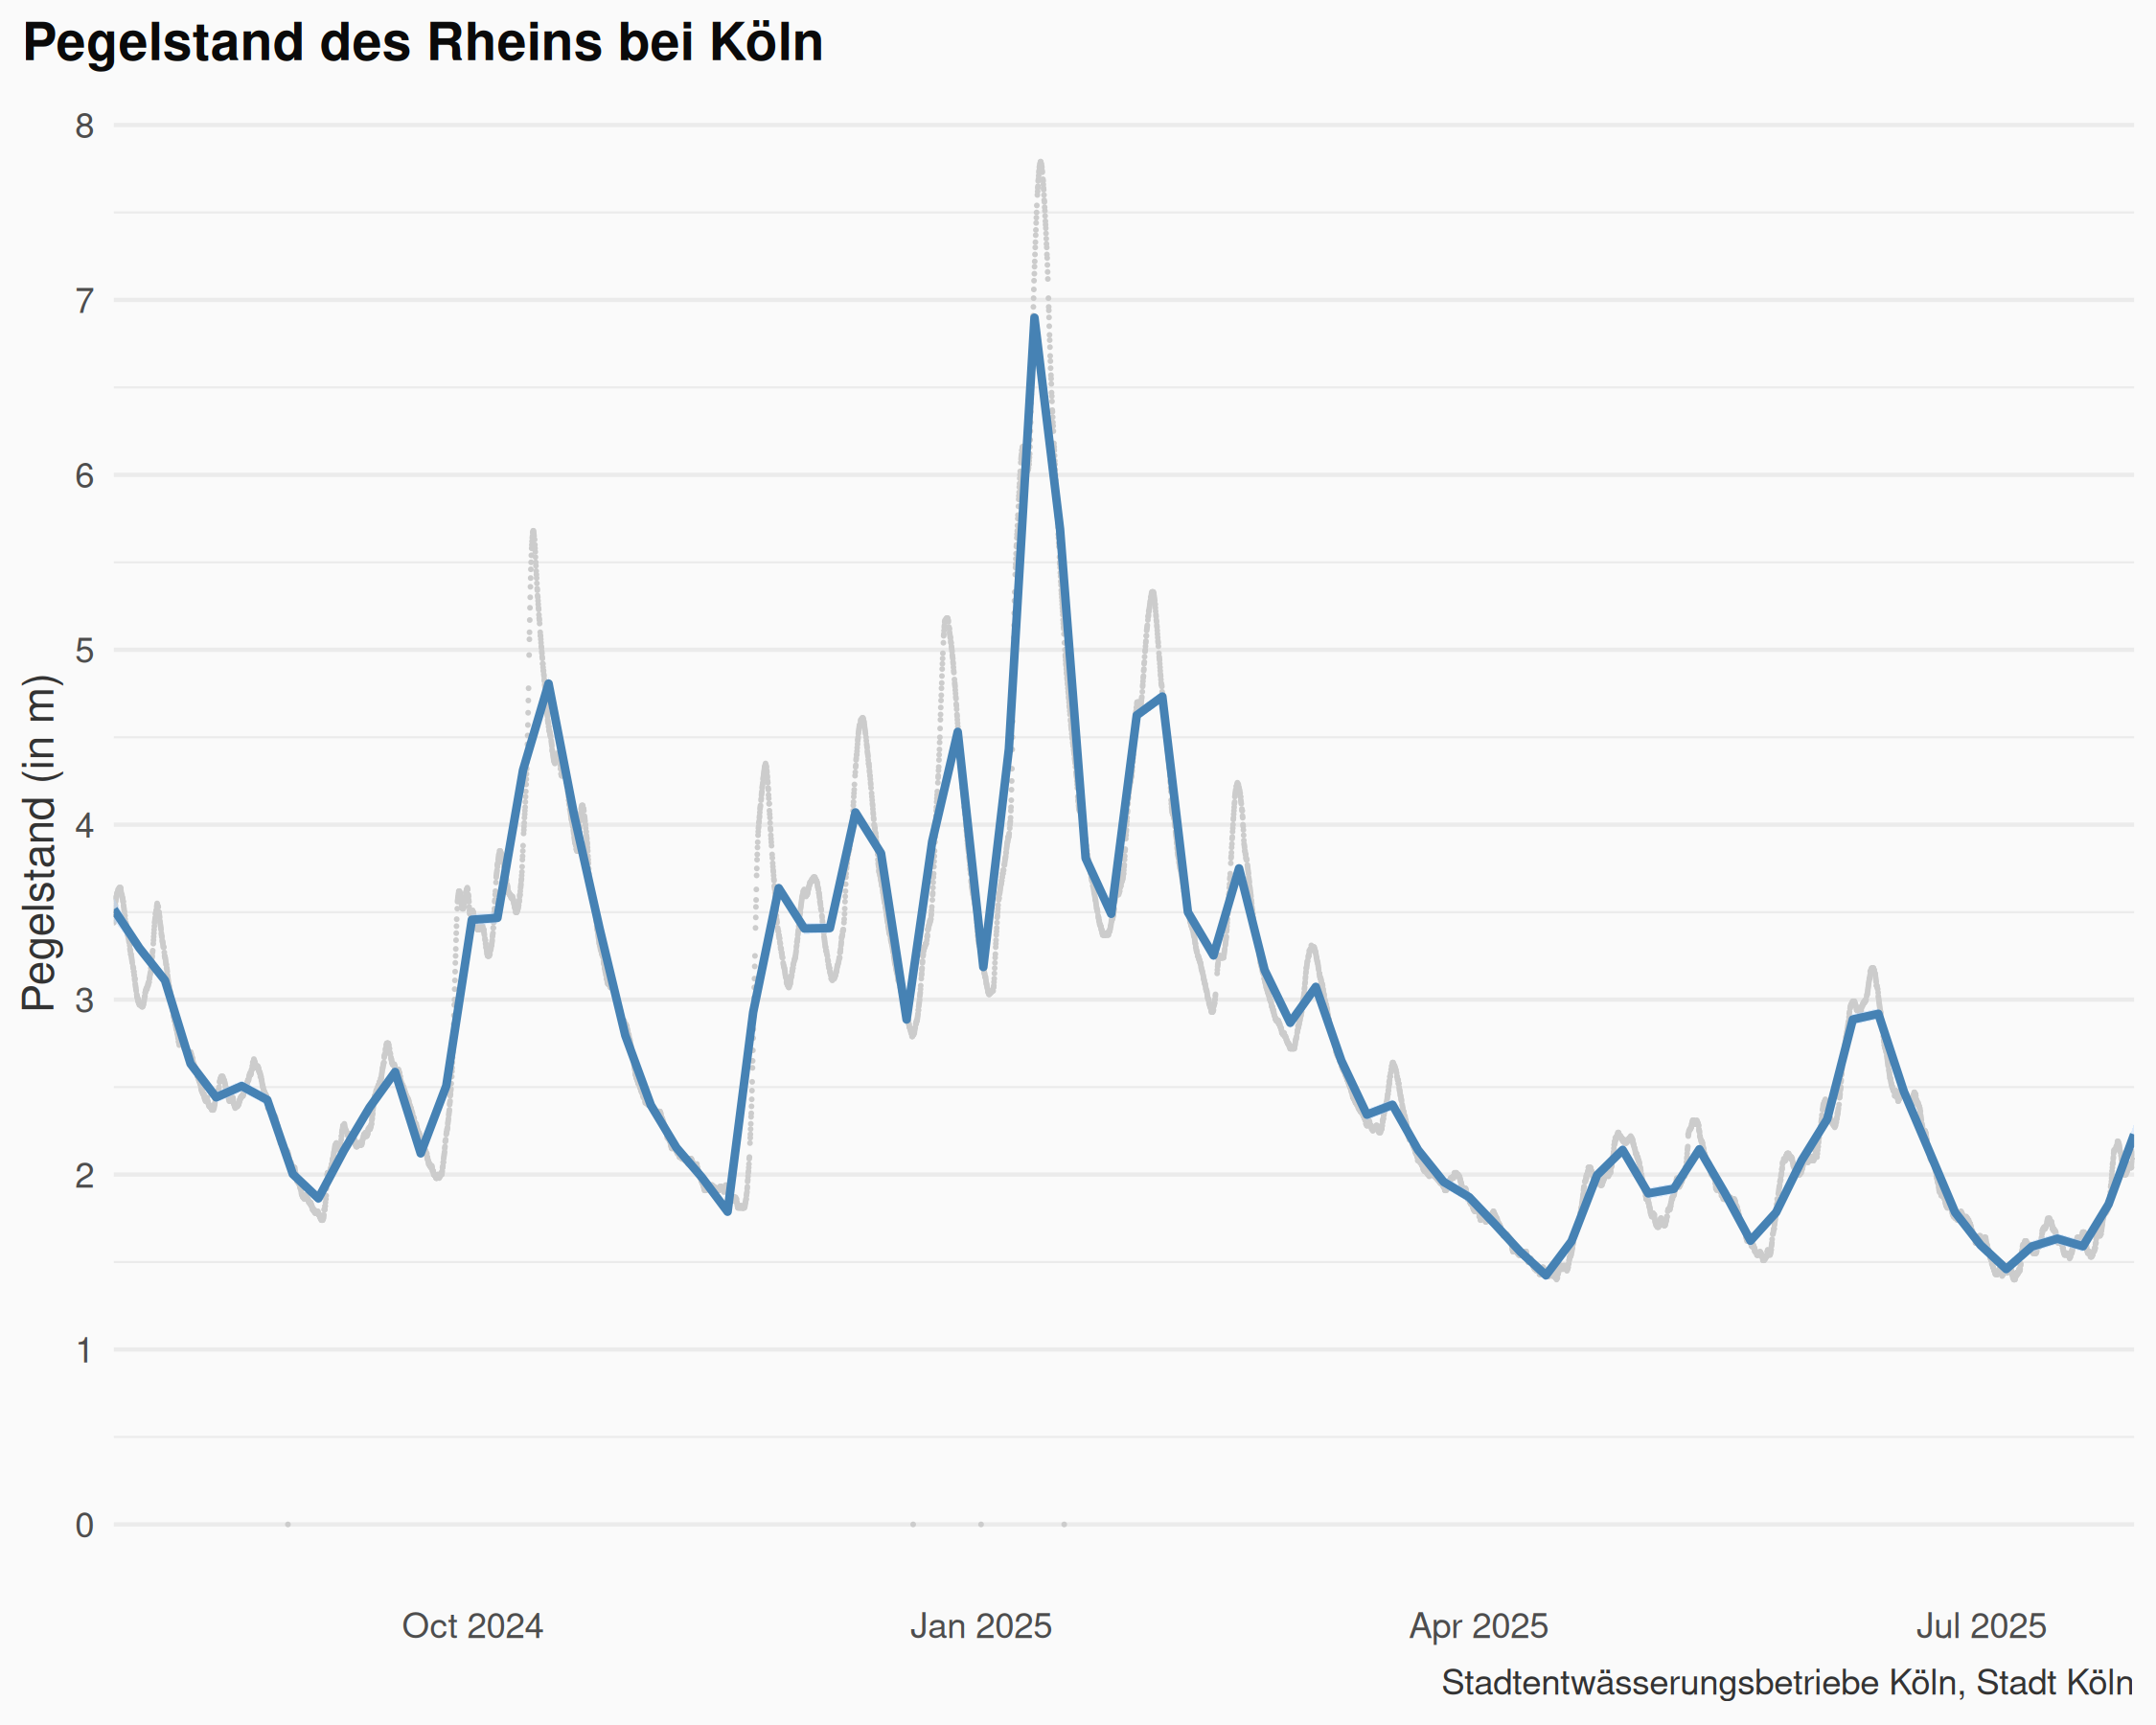 Pegelstand des Rheins bei Köln
Pegelstand (in m)
8
7
6
5
4
3
2
1
0
Oct 2024 Jan 2025 Apr 2025 Jul 2025
Stadtentwässerungsbetriebe Köln, Stadt Köln